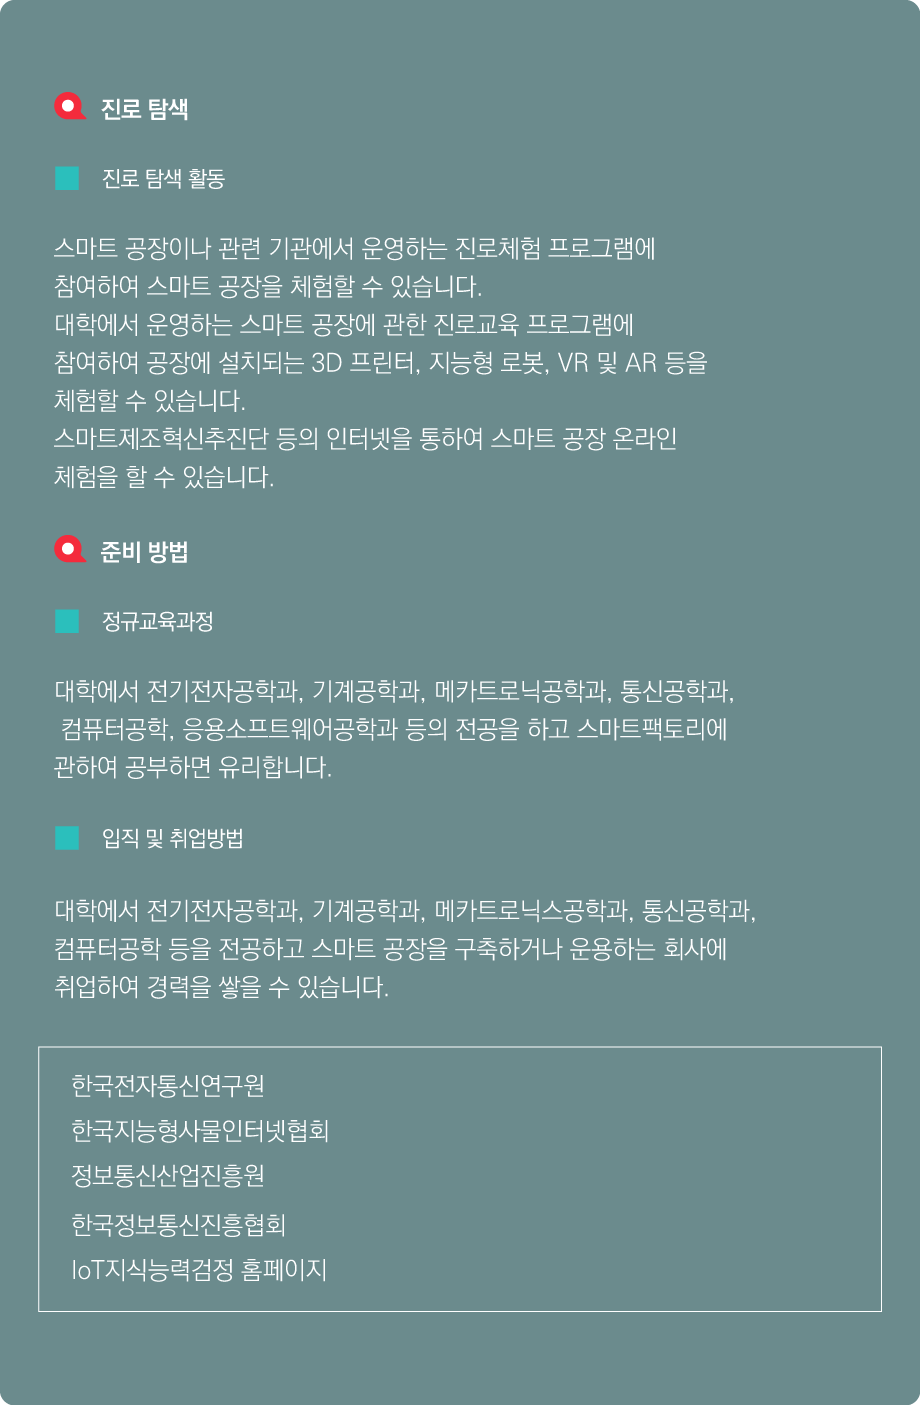 진로 탐색
진로 탐색 활동
스마트 공장이나 관련 기관에서 운영하는 진로체험 프로그램에
참여하여 스마트 공장을 체험할 수 있습니다.
대학에서 운영하는 스마트 공장에 관한 진로교육 프로그램에
참여하여 공장에 설치되는 3D 프린터, 지능형 로봇, VR 및 AR 등을
체험할 수 있습니다.
스마트제조혁신추진단 등의 인터넷을 통하여 스마트 공장 온라인
체험을 할 수 있습니다.
준비 방법
정규교육과정
대학에서 전기전자공학과, 기계공학과, 메카트로닉공학과, 통신공학과,
컴퓨터공학, 응용소프트웨어공학과 등의 전공을 하고 스마트팩토리에
관하여 공부하면 유리합니다.
입직 및 취업방법
대학에서 전기전자공학과, 기계공학과, 메카트로닉스공학과, 통신공학과,
컴퓨터공학 등을 전공하고 스마트 공장을 구축하거나 운용하는 회사에
취업하여 경력을 쌓을 수 있습니다.
한국전자통신연구원
한국지능형사물인터넷협회
정보통신산업진흥원
한국정보통신진흥협회
IoT지식능력검정 홈페이지